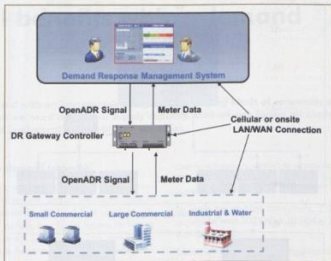 Demand Response Management System
OpenADR Signal
Meter Data
Cellular or onsite
LAN/WAN Connection
DR Gateway Controller
OpenADR Signal
Meter Data
Small Commercial
Large Commercial
Industrial & Water